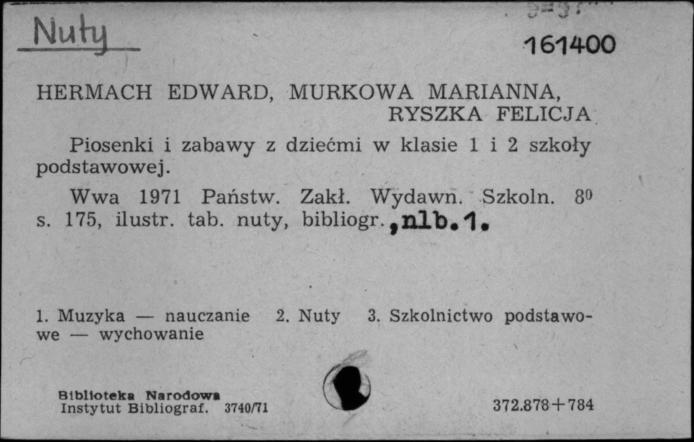 Nuty
161400
HERMACH EDWARD, MURKOWA MARIANNA,
RYSZKA FELICJA
Piosenki i zabawy z dziećmi w klasie 1 i 2 szkoły
podstawowej.
Wwa 1971 Państw. Zakł. Wydawn. Szkoln. 8⁰
s. 175, ilustr. tab. nuty, bibliogr. , nlb. 1.
1. Muzyka — nauczanie 2. Nuty 3. Szkolnictwo podstawo-
we — wychowanie
Biblioteka Narodowa
Instytut Bibliograf. 3740/71
372.878+784